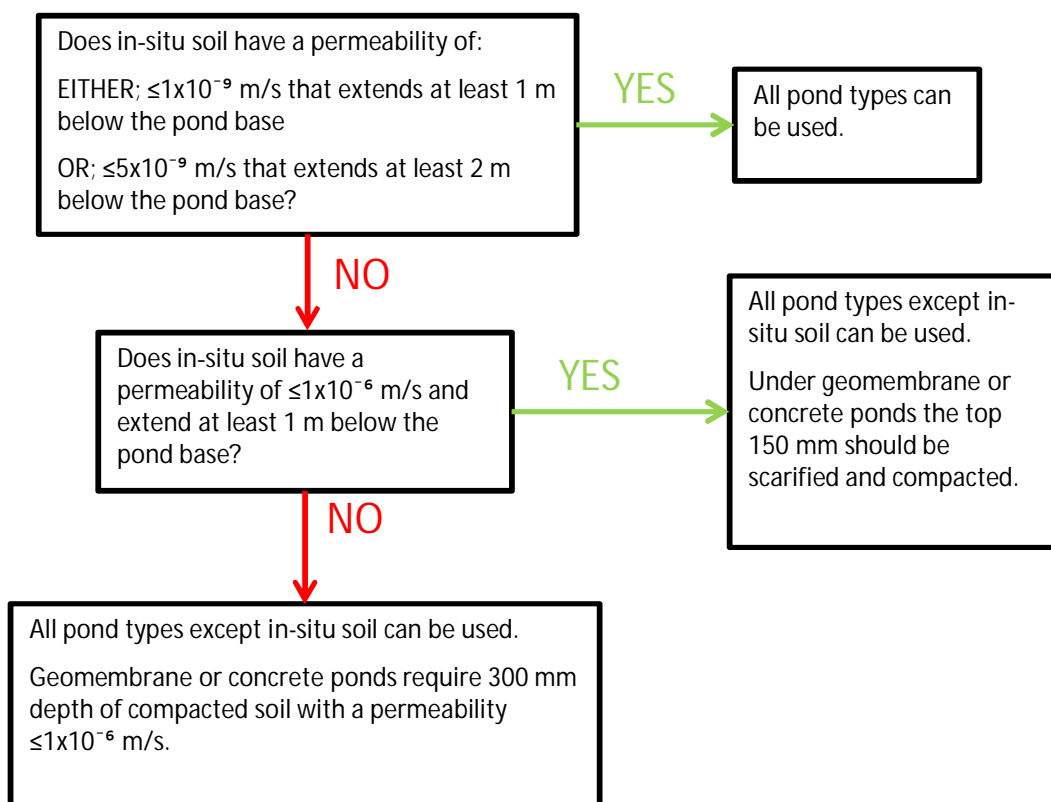 Does in-situ soil have a permeability of:
EITHER; ≤1x10⁻⁹ m/s that extends at least 1 m
below the pond base
OR; ≤5x10⁻⁹ m/s that extends at least 2 m
below the pond base?
YES
All pond types can
be used.
NO
Does in-situ soil have a
permeability of ≤1x10⁻⁶ m/s and
extend at least 1 m below the
pond base?
YES
All pond types except in-
situ soil can be used.
Under geomembrane or
concrete ponds the top
150 mm should be
scarified and compacted.
NO
All pond types except in-situ soil can be used.
Geomembrane or concrete ponds require 300 mm
depth of compacted soil with a permeability
≤1x10⁻⁶ m/s.